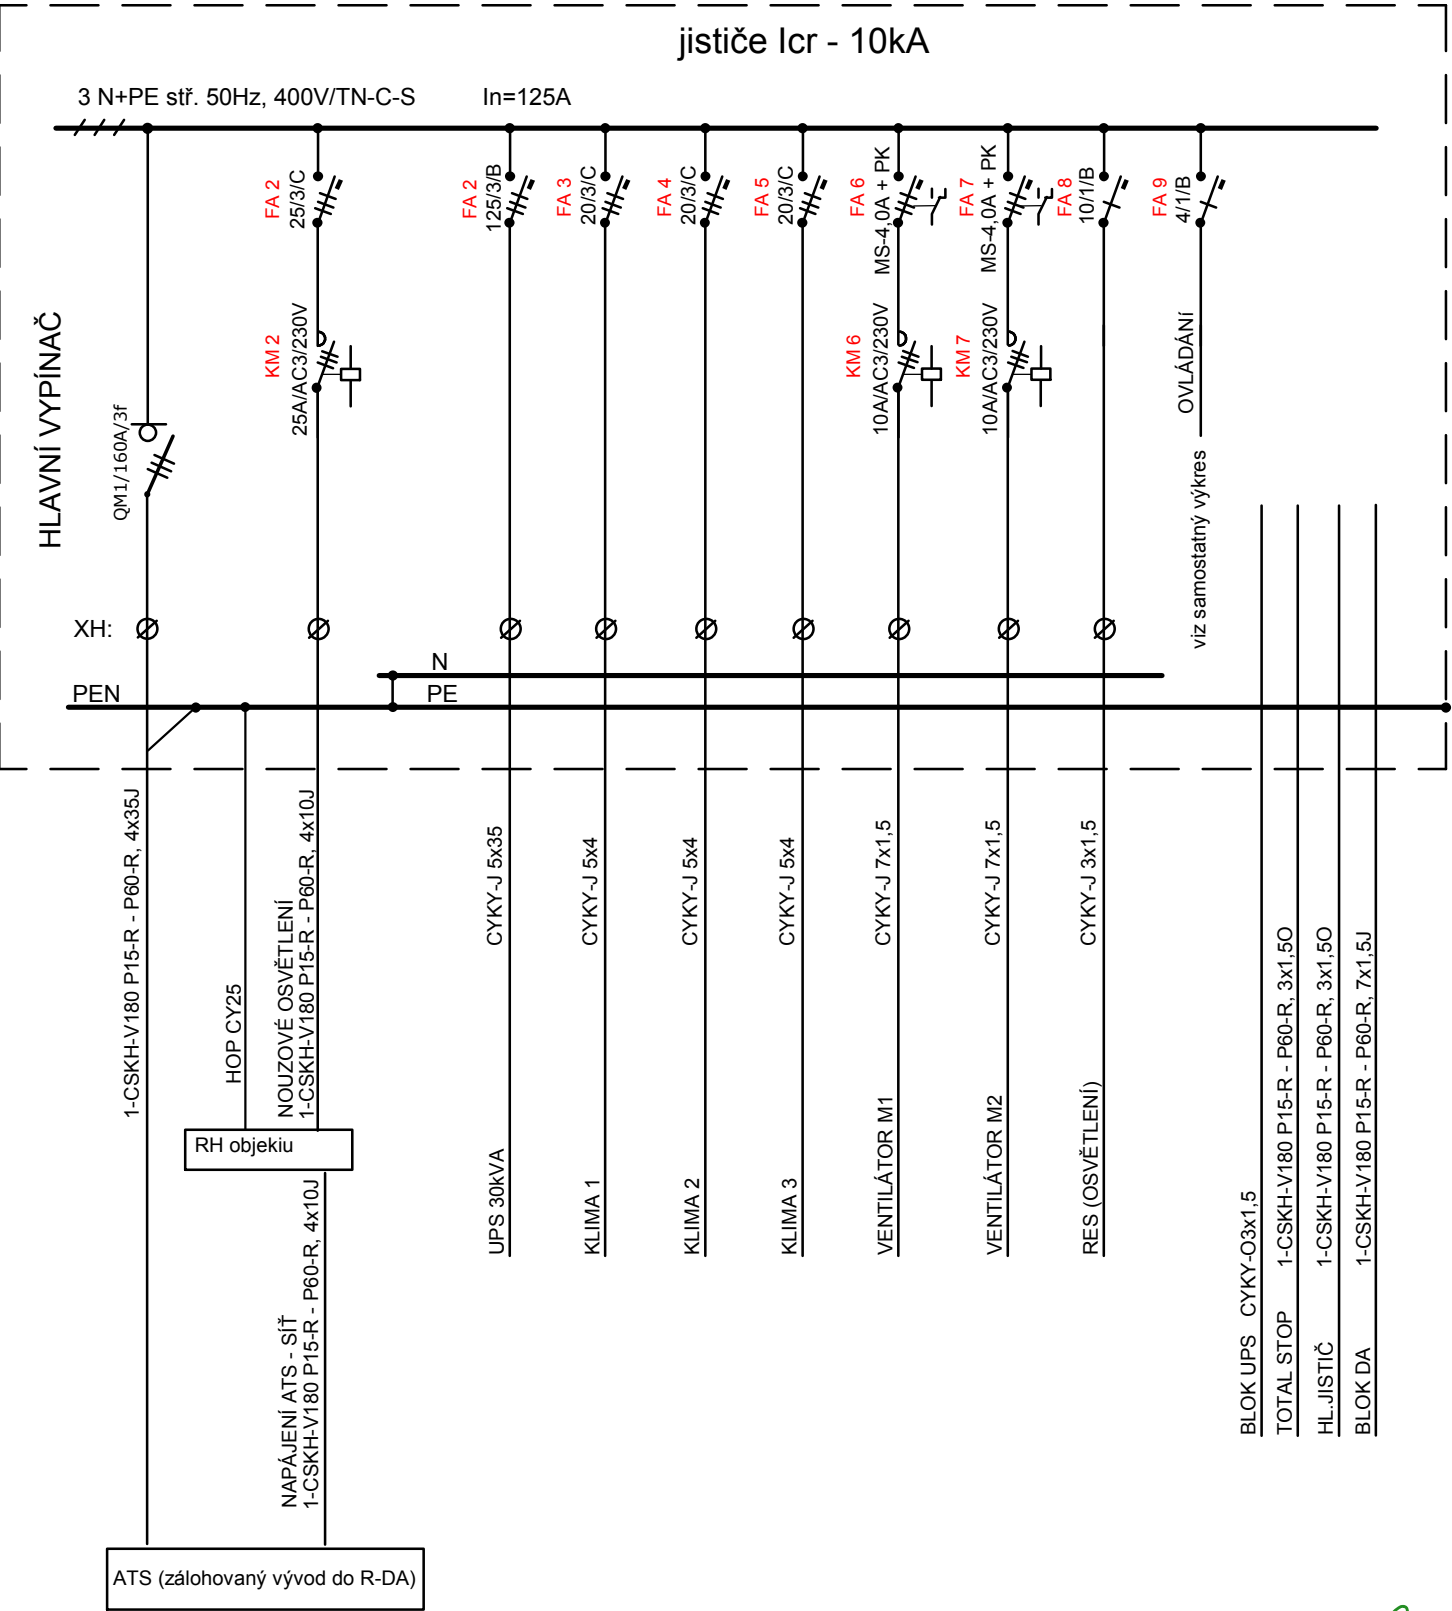 jističe Icr - 10kA
3 N+PE stř. 50Hz, 400V/TN-C-S
In=125A
HLAVNÍ VYPÍNAČ
QM1/160A/3f
FA 2
25/3/C
KM 2
25A/AC3/230V
FA 2
125/3/B
FA 3
20/3/C
FA 4
20/3/C
FA 5
20/3/C
FA 6
MS-4,0A + PK
KM 6
10A/AC3/230V
FA 7
MS-4,0A + PK
KM 7
10A/AC3/230V
FA 8
10/1/B
FA 9
4/1/B
OVLÁDÁNÍ
viz samostatný výkres
XH:
N
PEN
PE
1-CSKH-V180 P15-R - P60-R, 4x35J
HOP CY25
NOUZOVÉ OSVĚTLENÍ
1-CSKH-V180 P15-R - P60-R, 4x10J
RH objekiu
NAPÁJENÍ ATS - SÍŤ
1-CSKH-V180 P15-R - P60-R, 4x10J
ATS (zálohovaný vývod do R-DA)
UPS 30kVA
CYKY-J 5x35
KLIMA 1
CYKY-J 5x4
KLIMA 2
CYKY-J 5x4
KLIMA 3
CYKY-J 5x4
VENTILÁTOR M1
CYKY-J 7x1,5
VENTILÁTOR M2
CYKY-J 7x1,5
RES (OSVĚTLENÍ)
CYKY-J 3x1,5
BLOK UPS CYKY-O3x1,5
TOTAL STOP 1-CSKH-V180 P15-R - P60-R, 3x1,5O
HL.JISTIČ 1-CSKH-V180 P15-R - P60-R, 3x1,5O
BLOK DA 1-CSKH-V180 P15-R - P60-R, 7x1,5J